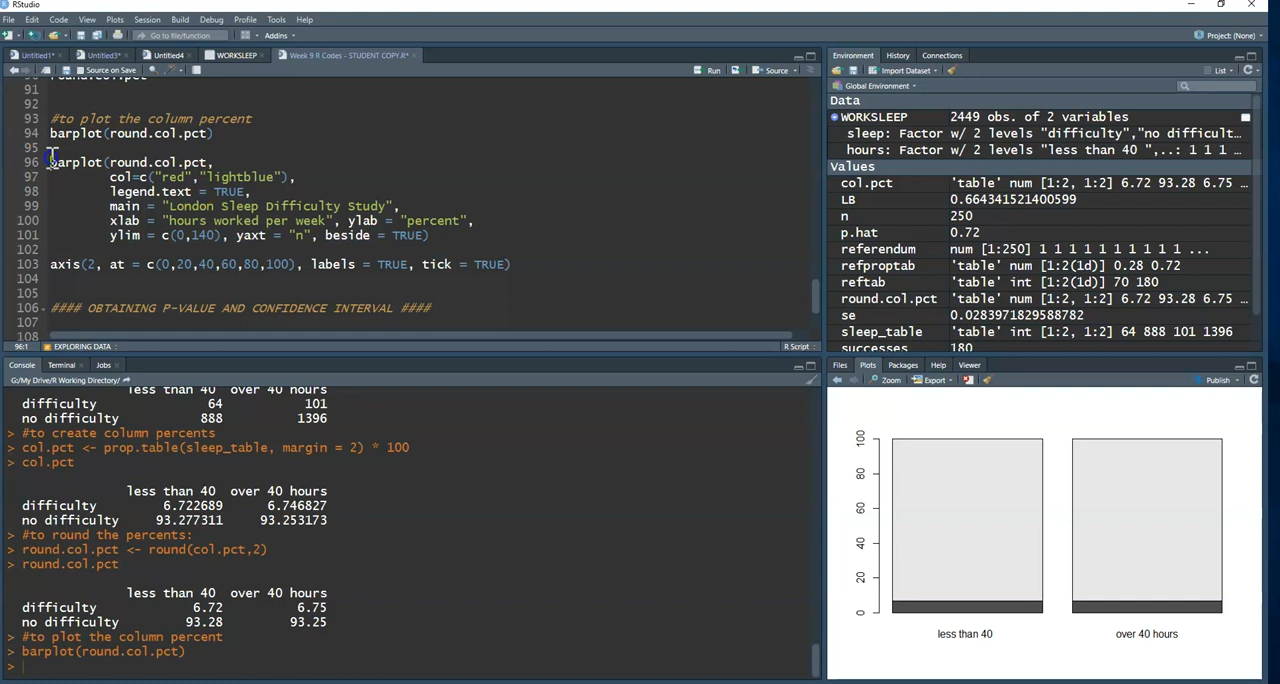 RStudio
File Edit Code View Plots Session Build Debug Profile Tools Help
Go to file/function Addins Project: (None)
Untitled1* Untitled3* Untitled4 WORKSLEEP Week 9 R Codes - STUDENT COPY.R*
Source on Save Run Source
91
92
93 #to plot the column percent
94 barplot(round.col.pct)
95
96 barplot(round.col.pct,
97 col=c("red","lightblue"),
98 legend.text = TRUE,
99 main = "London Sleep Difficulty Study",
100 xlab = "hours worked per week", ylab = "percent",
101 ylim = c(0,140), yaxt = "n", beside = TRUE)
102
103 axis(2, at = c(0,20,40,60,80,100), labels = TRUE, tick = TRUE)
104
105
106 #### OBTAINING P-VALUE AND CONFIDENCE INTERVAL ####
107
108
96:1 EXPLORING DATA R Script
Console Terminal Jobs
G:/My Drive/R Working Directory/
less than 40 over 40 hours
difficulty 64 101
no difficulty 888 1396
> #to create column percents
> col.pct <- prop.table(sleep_table, margin = 2) * 100
> col.pct
less than 40 over 40 hours
difficulty 6.722689 6.746827
no difficulty 93.277311 93.253173
> #to round the percents:
> round.col.pct <- round(col.pct,2)
> round.col.pct
less than 40 over 40 hours
difficulty 6.72 6.75
no difficulty 93.28 93.25
> #to plot the column percent
> barplot(round.col.pct)
>
Environment History Connections
Import Dataset List
Global Environment
Data
WORKSLEEP 2449 obs. of 2 variables
sleep: Factor w/ 2 levels "difficulty","no difficult...
hours: Factor w/ 2 levels "less than 40 ",..: 1 1 1 ...
Values
col.pct 'table' num [1:2, 1:2] 6.72 93.28 6.75 ...
LB 0.664341521400599
n 250
p.hat 0.72
referendum num [1:250] 1 1 1 1 1 1 1 1 1 1 ...
refproptab 'table' num [1:2(1d)] 0.28 0.72
reftab 'table' int [1:2(1d)] 70 180
round.col.pct 'table' num [1:2, 1:2] 6.72 93.28 6.75 ...
se 0.0283971829588782
sleep_table 'table' int [1:2, 1:2] 64 888 101 1396
successes 180
Files Plots Packages Help Viewer
Zoom Export Publish
100
80
60
40
20
0
less than 40 over 40 hours